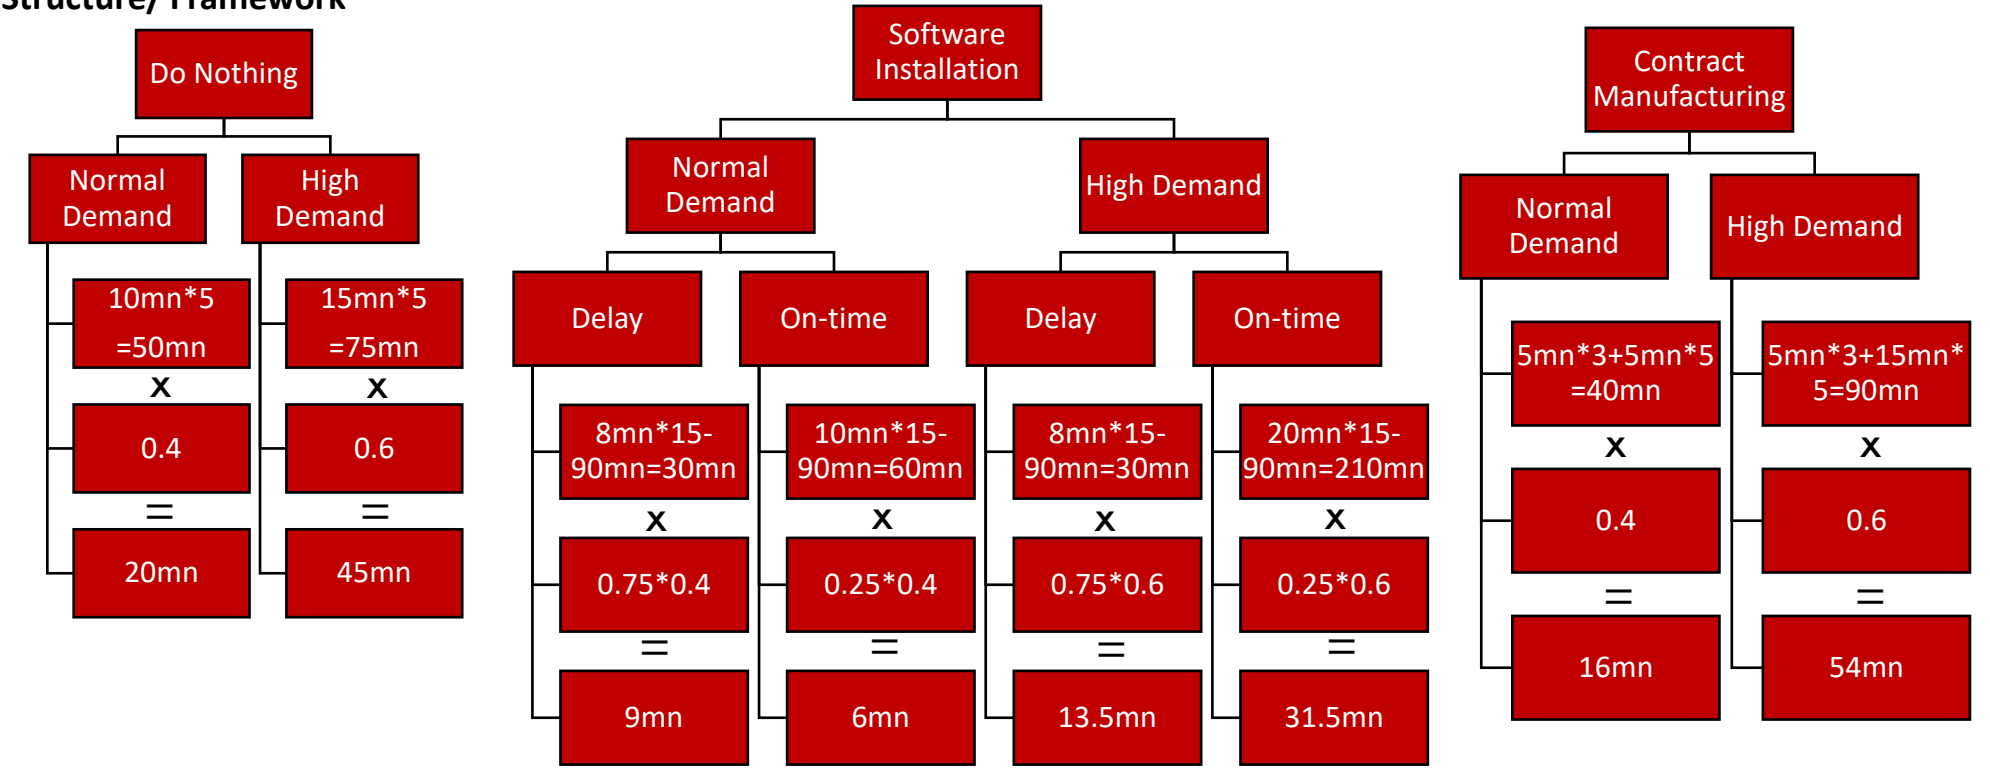 Structure/ Framework
Do Nothing
Normal
Demand
High
Demand
10mn*5
=50mn
x
0.4
=
20mn
15mn*5
=75mn
x
0.6
=
45mn
Software
Installation
Normal
Demand
High Demand
Delay
8mn*15-
90mn=30mn
x
0.75*0.4
=
9mn
On-time
10mn*15-
90mn=60mn
x
0.25*0.4
=
6mn
Delay
8mn*15-
90mn=30mn
x
0.75*0.6
=
13.5mn
On-time
20mn*15-
90mn=210mn
x
0.25*0.6
=
31.5mn
Contract
Manufacturing
Normal
Demand
High Demand
5mn*3+5mn*5
=40mn
x
0.4
=
16mn
5mn*3+15mn*
5=90mn
x
0.6
=
54mn